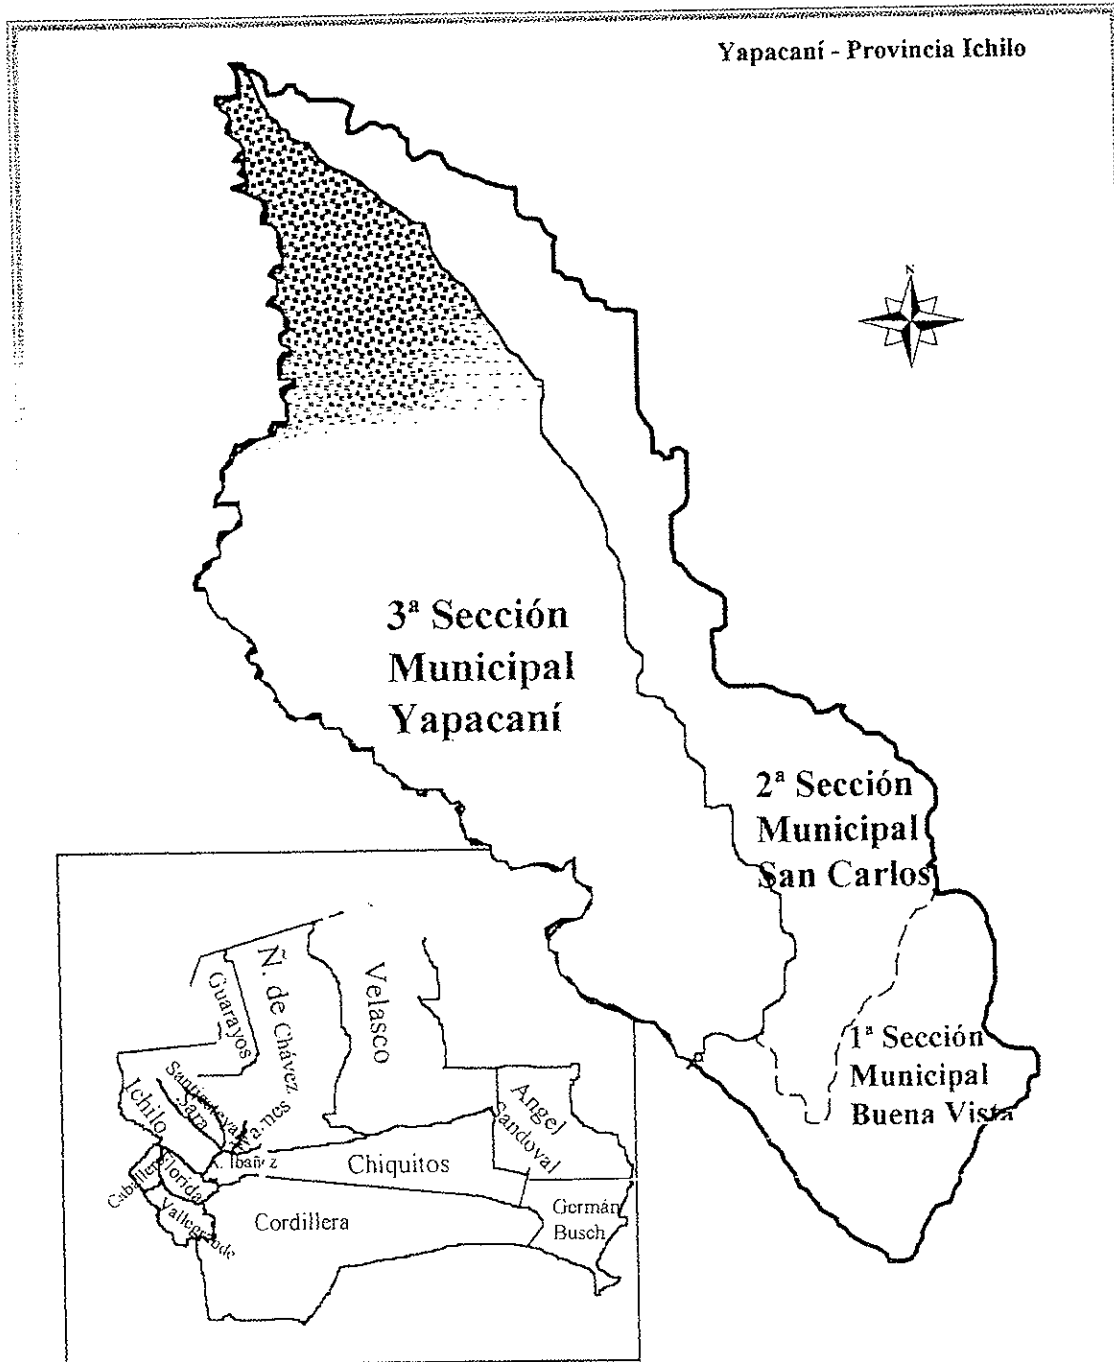 Yapacaní - Provincia Ichilo
N
3ª Sección
Municipal
Yapacaní
2ª Sección
Municipal
San Carlos
1ª Sección
Municipal
Buena Vista
Guarayos
Ñ. de Chávez
Velasco
Ichilo
Sara
Angel
Sandoval
Ibañez
Chiquitos
Caballero
Florida
Vallegrande
Cordillera
Germán
Busch